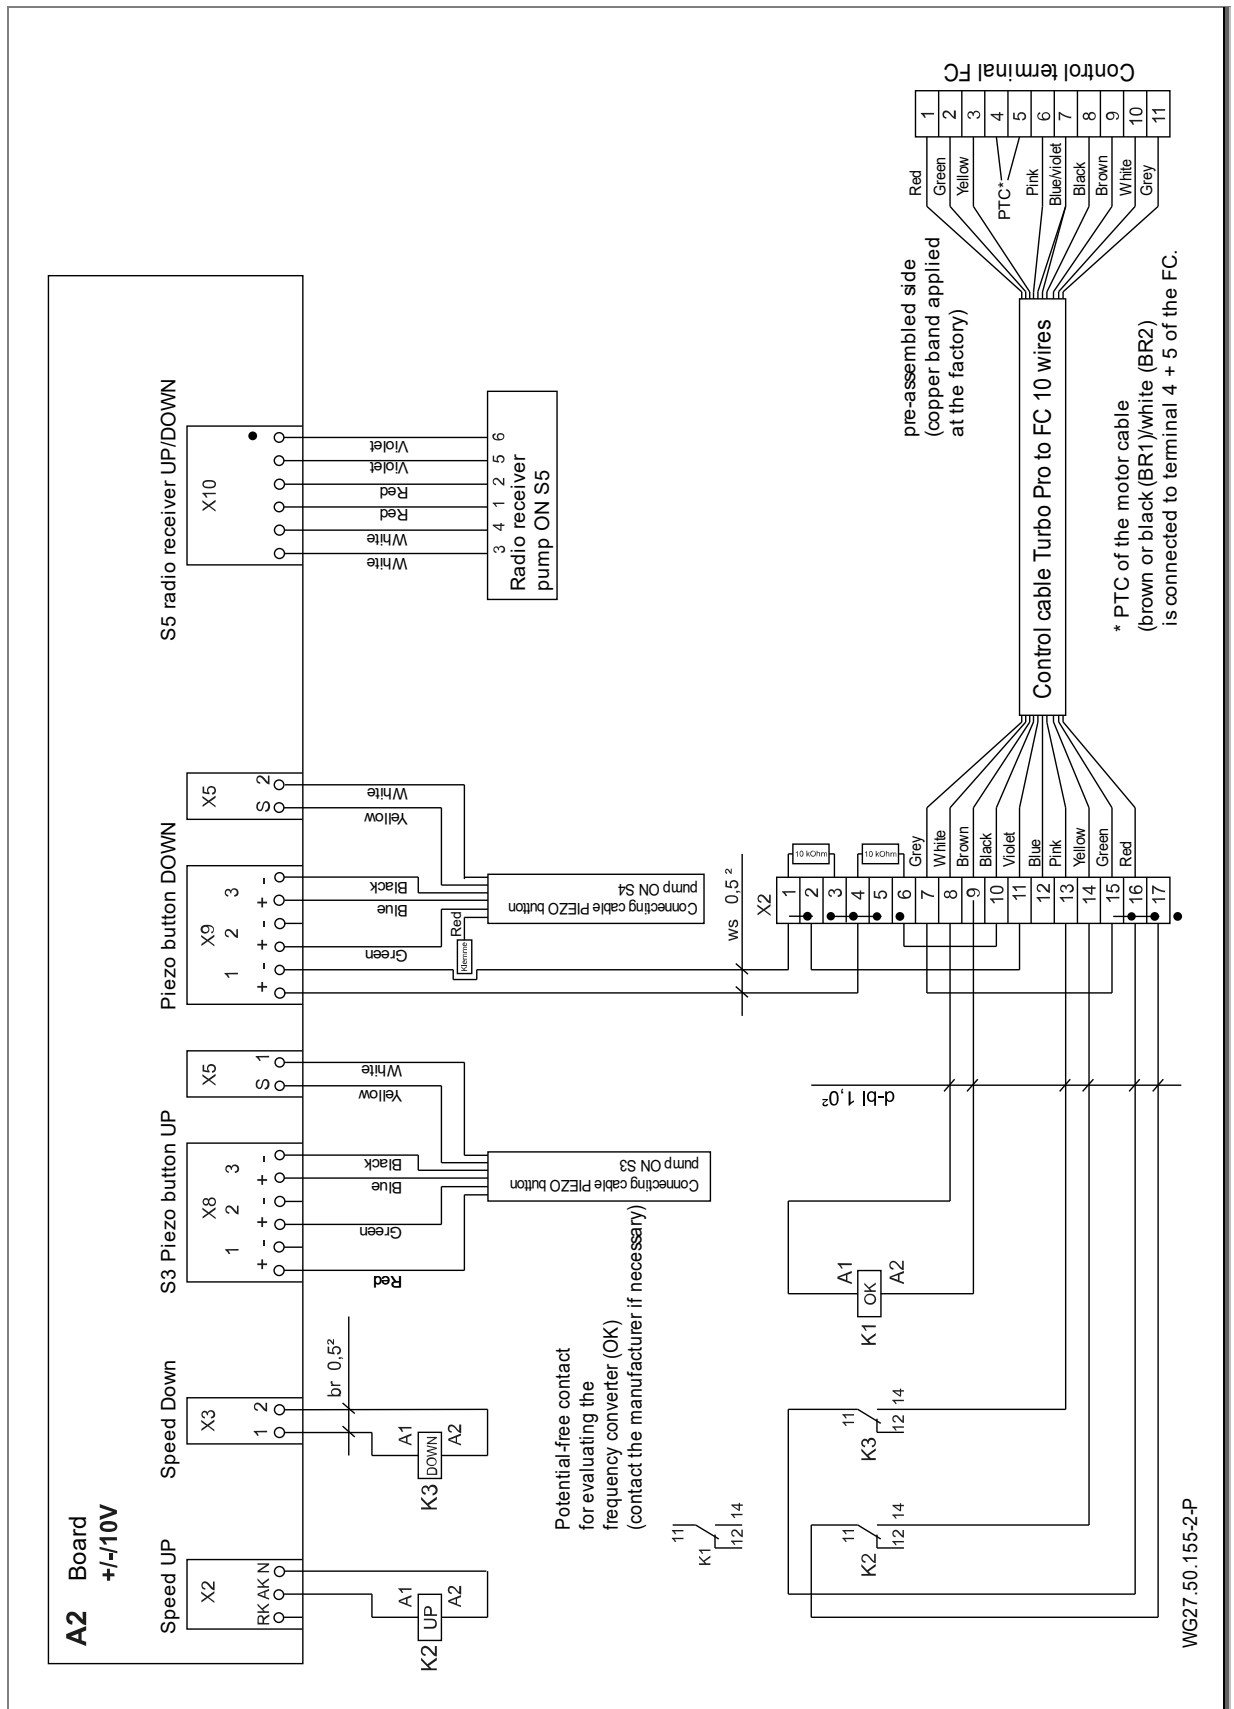 A2 Board
+/-/10V
Speed UP
X2
RK AK N
K2
UP
A1
A2
Speed Down
X3
1 2
br 0,5²
K3
DOWN
A1
A2
S3 Piezo button UP
X8
1 2 3
+ - + - + -
Red
Green
Blue
Black
X5
S 1
Yellow
White
Connecting cable PIEZO button
pump ON S3
Piezo button DOWN
X9
1 2 3
+ - + - + -
Green
Blue
Black
Klemme
Red
X5
S 2
Yellow
White
Connecting cable PIEZO button
pump ON S4
S5 radio receiver UP/DOWN
X10
White
White
Red
Red
Violet
Violet
3 4 1 2 5 6
Radio receiver
pump ON S5
Potential-free contact
for evaluating the
frequency converter (OK)
(contact the manufacturer if necessary)
K1
11
12 14
ws 0,5²
X2
1
2
3
4
5
6
7
8
9
10
11
12
13
14
15
16
17
10 kOhm
10 kOhm
Grey
White
Brown
Black
Violet
Blue
Pink
Yellow
Green
Red
d-bl 1,0²
K1
OK
A1
A2
K3
11
12 14
K2
11
12 14
Control cable Turbo Pro to FC 10 wires
pre-assembled side
(copper band applied
at the factory)
Red
Green
Yellow
PTC*
Pink
Blue/violet
Black
Brown
White
Grey
1
2
3
4
5
6
7
8
9
10
11
Control terminal FC
* PTC of the motor cable
(brown or black (BR1)/white (BR2)
is connected to terminal 4 + 5 of the FC.
WG27.50.155-2-P